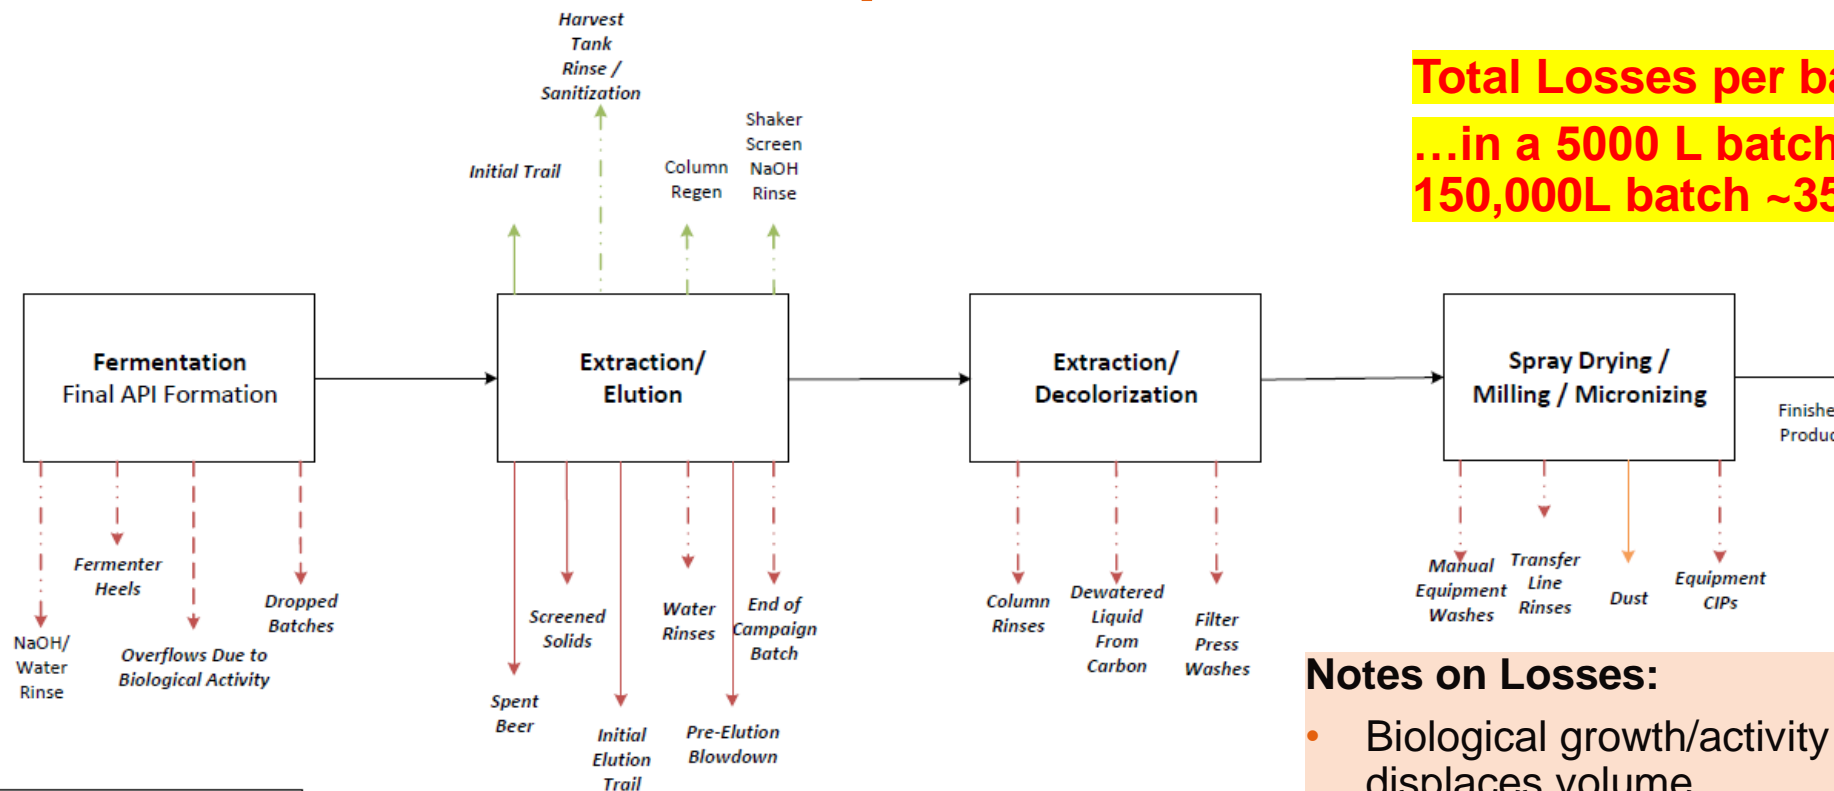 Harvest
Tank
Rinse /
Sanitization
Initial Trail
Column
Regen
Shaker
Screen
NaOH
Rinse
Total Losses per
…in a 5000 L batch
150,000L batch ~35
Fermentation
Final API Formation
Extraction/
Elution
Extraction/
Decolorization
Spray Drying /
Milling / Micronizing
NaOH/
Water
Rinse
Fermenter
Heels
Overflows Due to
Biological Activity
Dropped
Batches
Spent
Beer
Screened
Solids
Initial
Elution
Trail
Water
Rinses
Pre-Elution
Blowdown
End of
Campaign
Batch
Column
Rinses
Dewatered
Liquid
From
Carbon
Filter
Press
Washes
Manual
Equipment
Washes
Transfer
Line
Rinses
Dust
Equipment
CIPs
Notes on Losses:
• Biological growth/activity
displaces volume